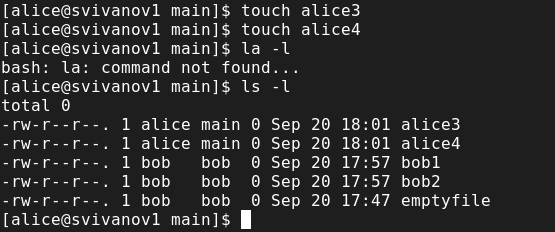 [alice@svivanov1 main]$ touch alice3
[alice@svivanov1 main]$ touch alice4
[alice@svivanov1 main]$ la -l
bash: la: command not found...
[alice@svivanov1 main]$ ls -l
total 0
-rw-r--r--. 1 alice main 0 Sep 20 18:01 alice3
-rw-r--r--. 1 alice main 0 Sep 20 18:01 alice4
-rw-r--r--. 1 bob   bob  0 Sep 20 17:57 bob1
-rw-r--r--. 1 bob   bob  0 Sep 20 17:57 bob2
-rw-r--r--. 1 bob   bob  0 Sep 20 17:47 emptyfile
[alice@svivanov1 main]$